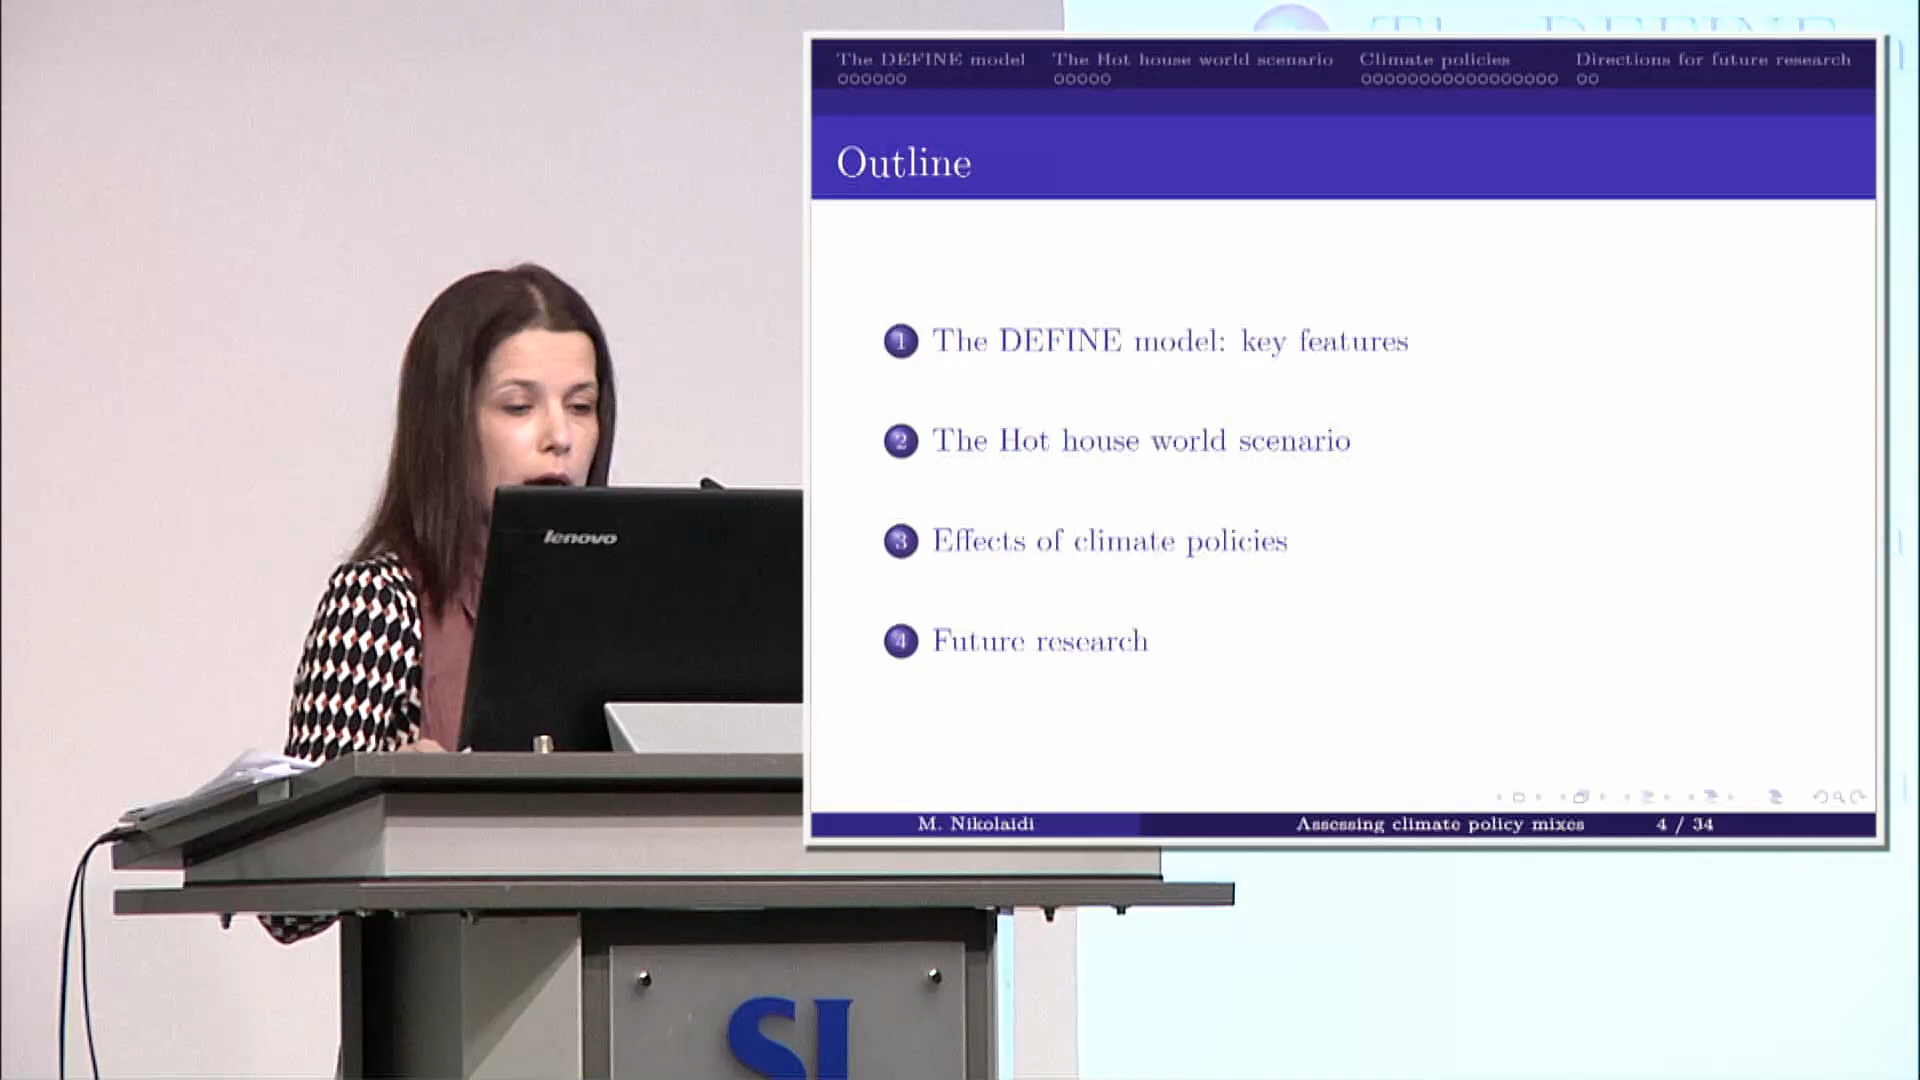 The DEFINE model The Hot house world scenario Climate policies Directions for future research
Outline
1 The DEFINE model: key features
2 The Hot house world scenario
3 Effects of climate policies
4 Future research
M. Nikolaidi Assessing climate policy mixes 4 / 34
lenovo